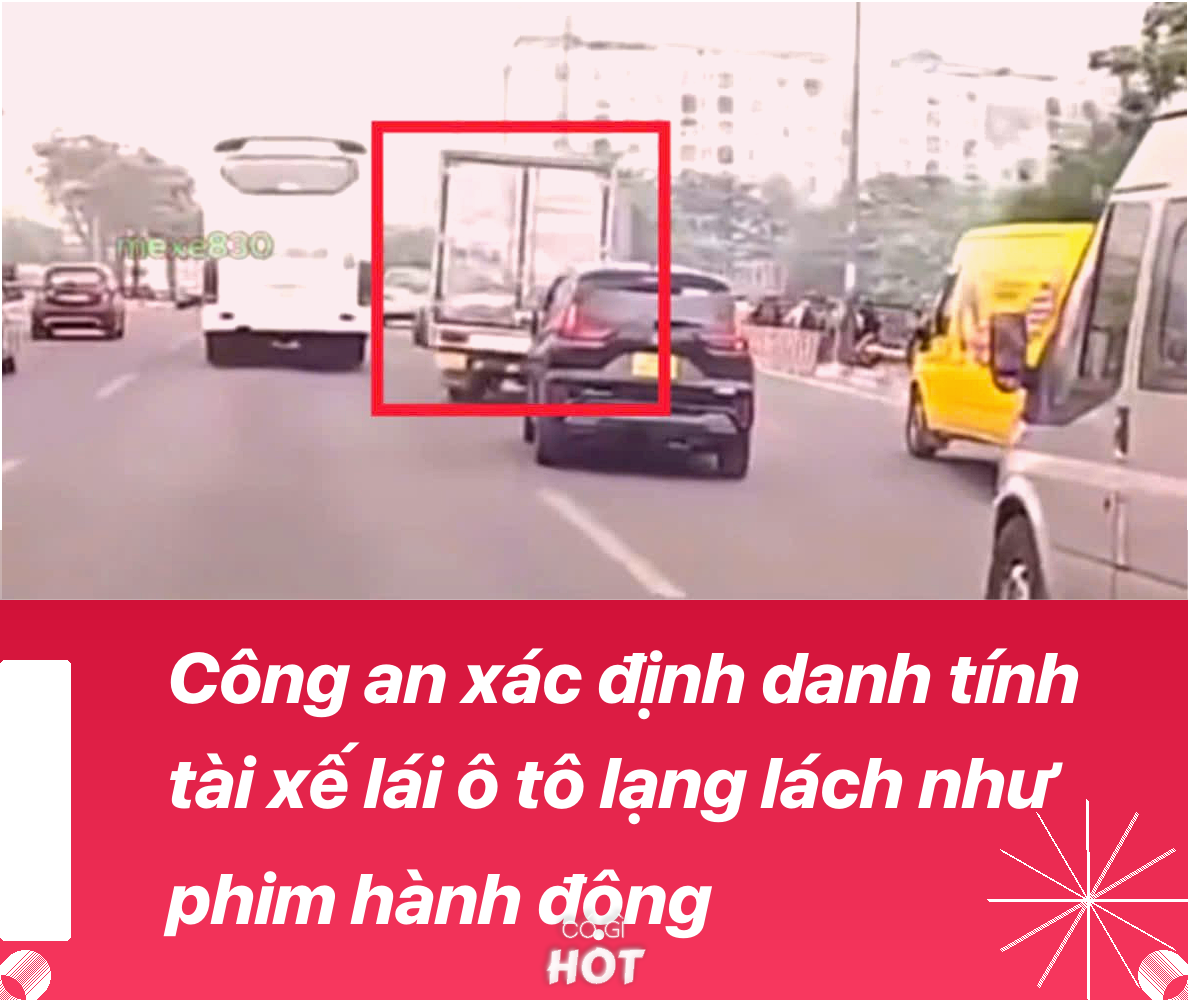 mexe830
Công an xác định danh tính
tài xế lái ô tô lạng lách như
phim hành động
CÓ GÌ
HOT